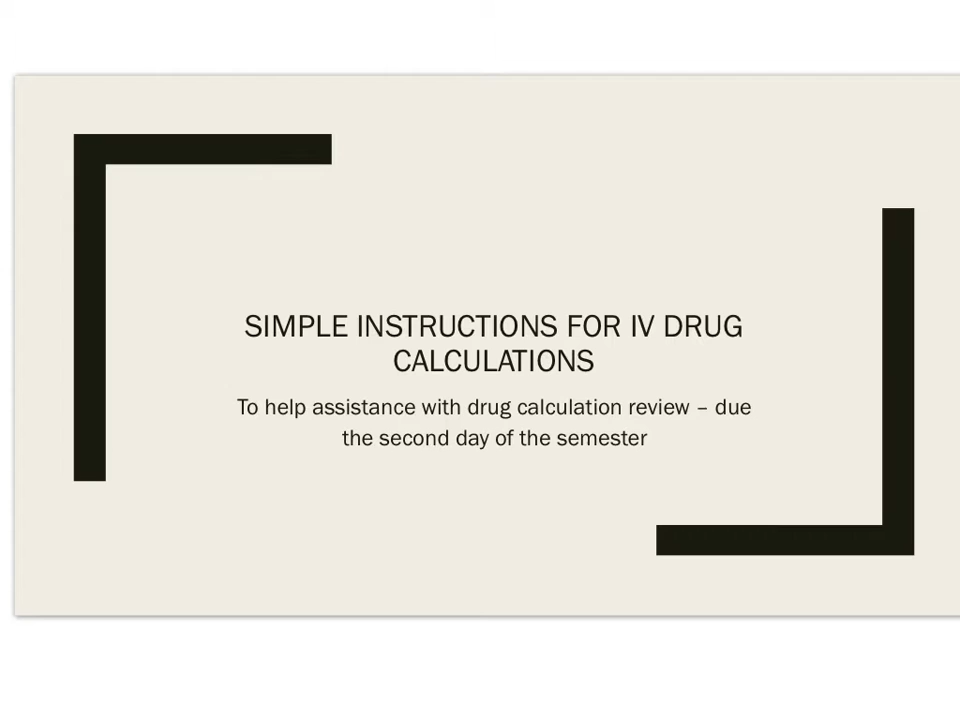 SIMPLE INSTRUCTIONS FOR IV DRUG
CALCULATIONS
To help assistance with drug calculation review – due
the second day of the semester